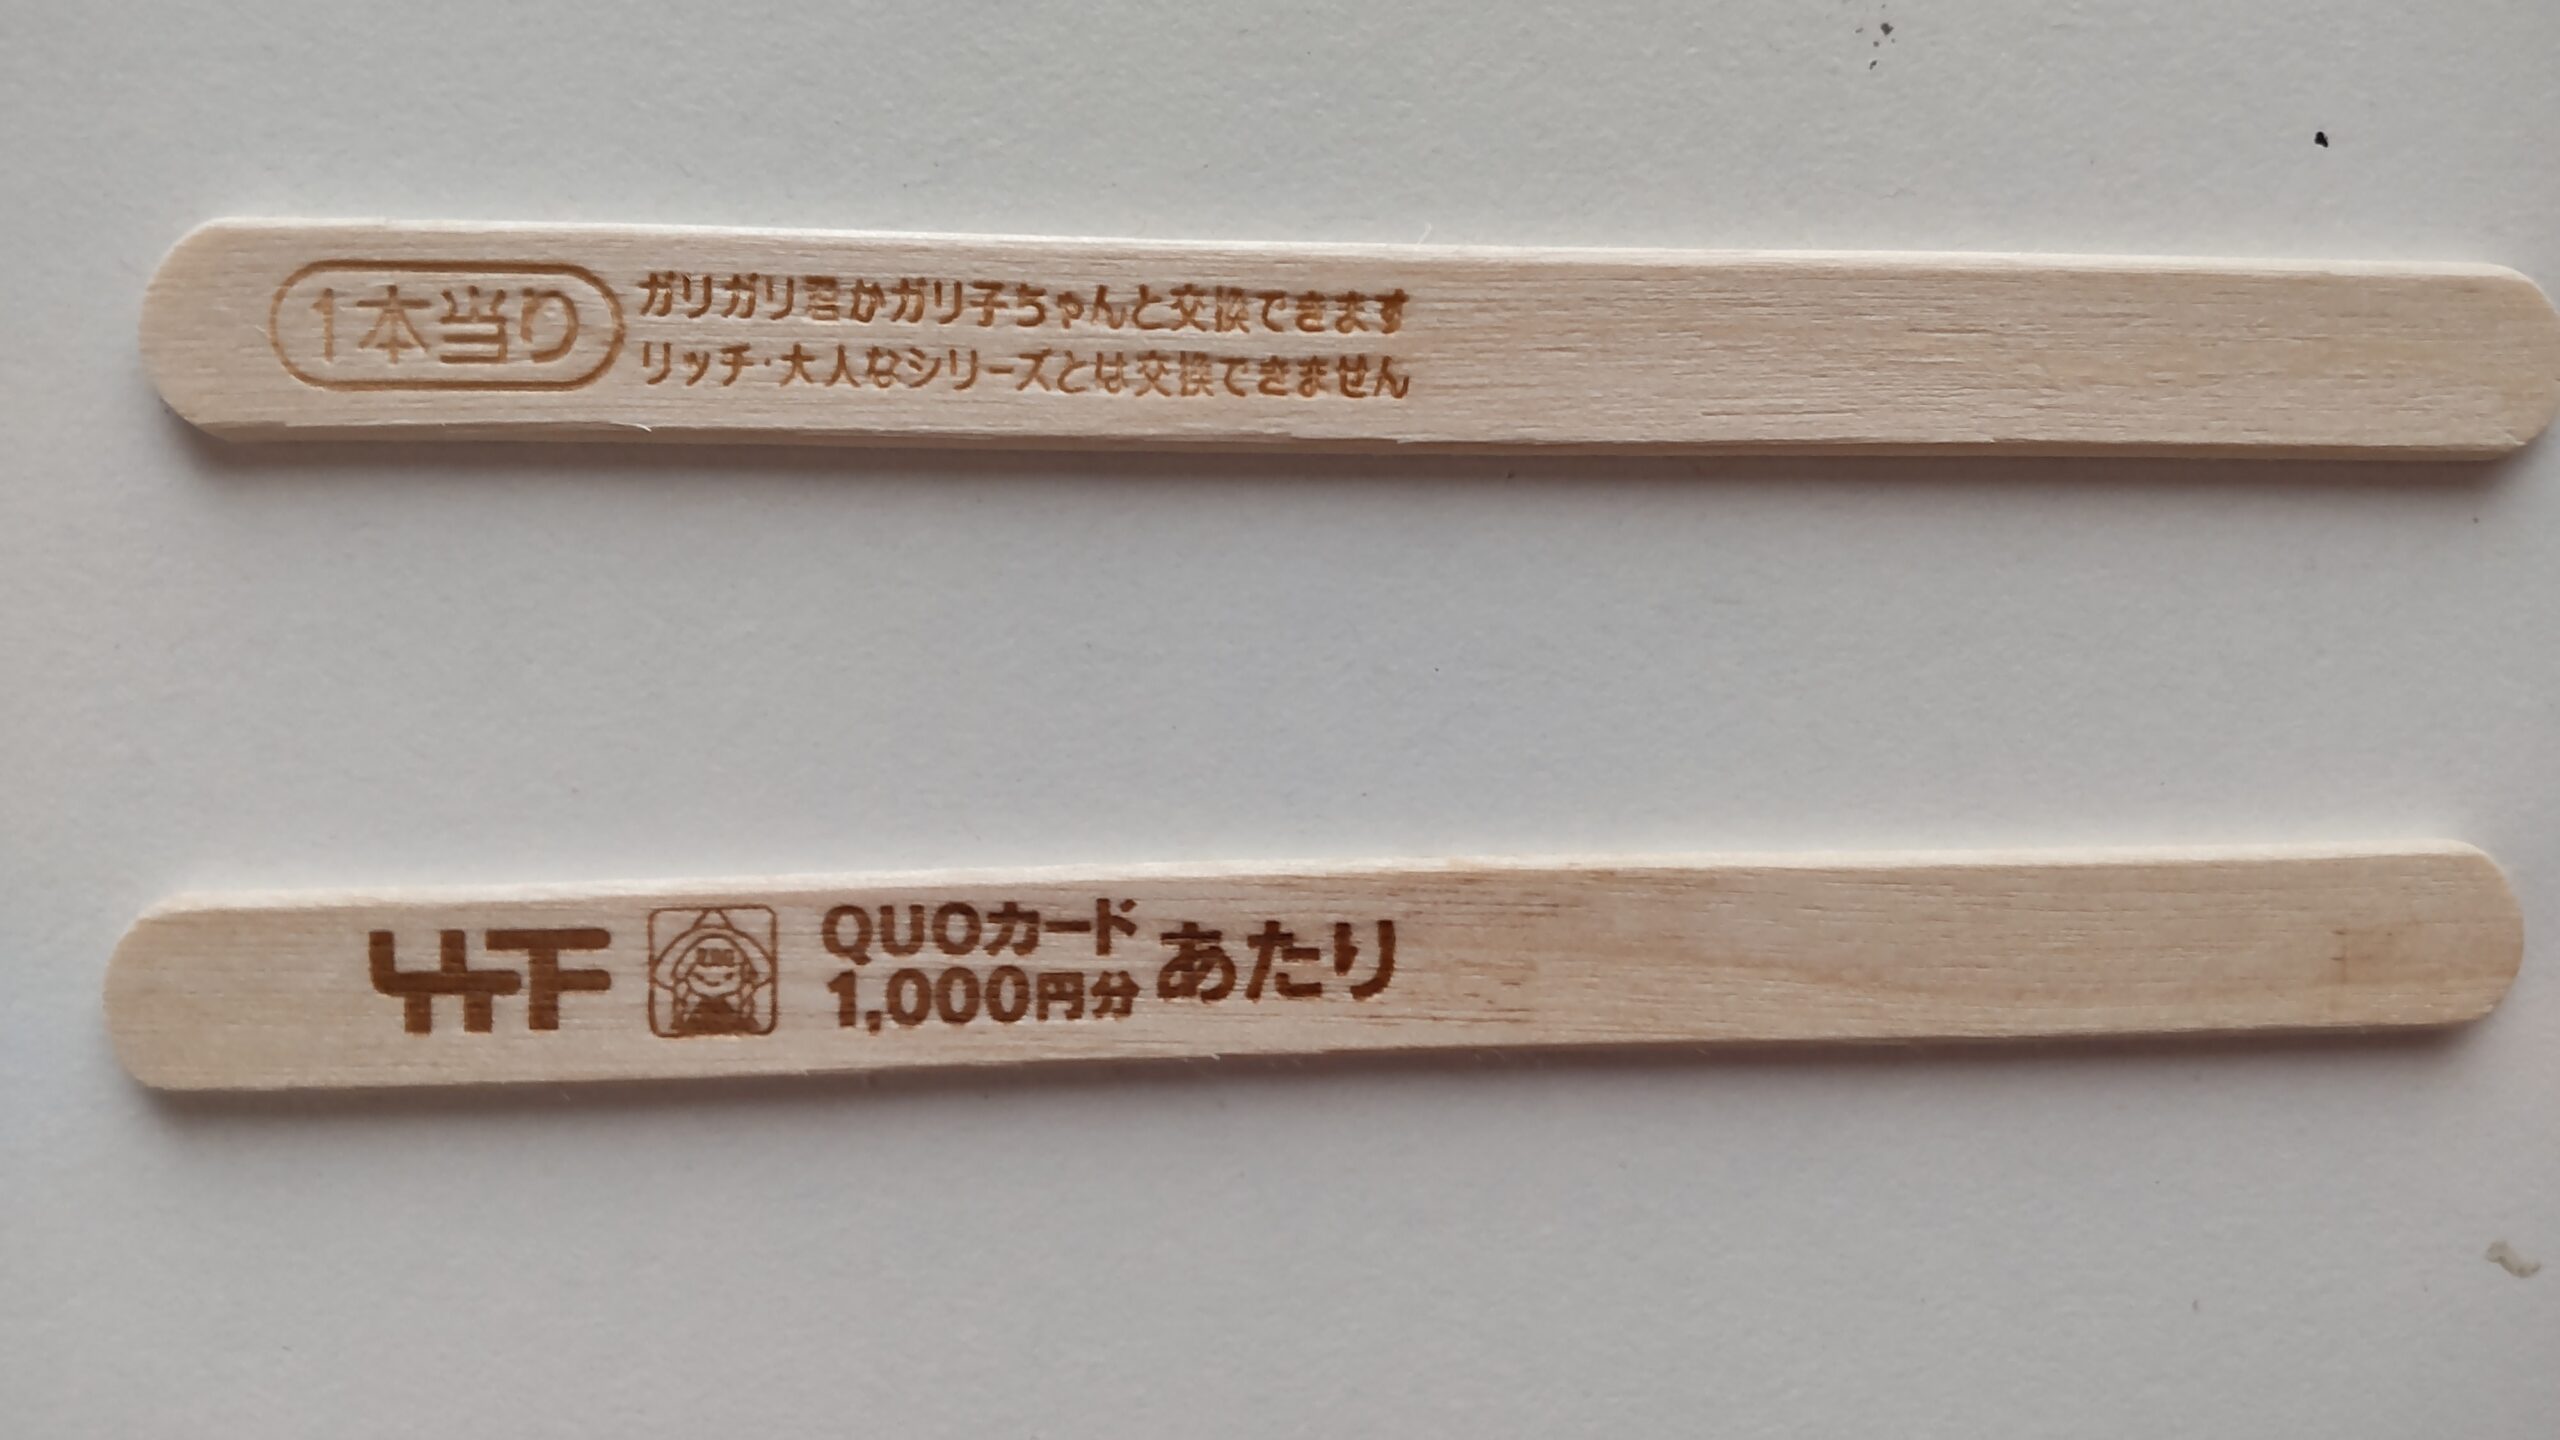 1本当り
ガリガリ君かガリ子ちゃんと交換できます
リッチ・大人なシリーズとは交換できません
QUOカード
1,000円分
あたり